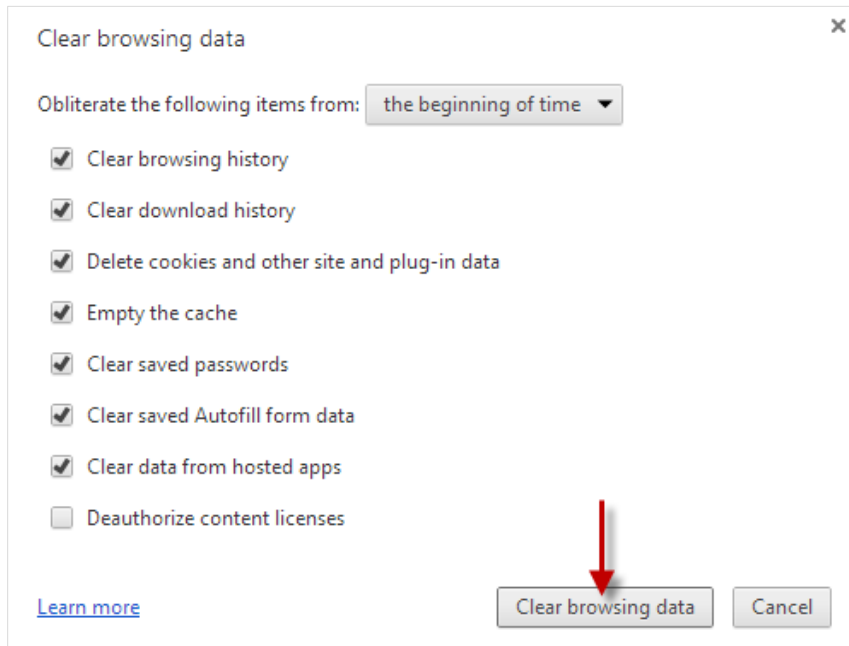 Clear browsing data
Obliterate the following items from: the beginning of time
Clear browsing history
Clear download history
Delete cookies and other site and plug-in data
Empty the cache
Clear saved passwords
Clear saved Autofill form data
Clear data from hosted apps
Deauthorize content licenses
Learn more Clear browsing data Cancel